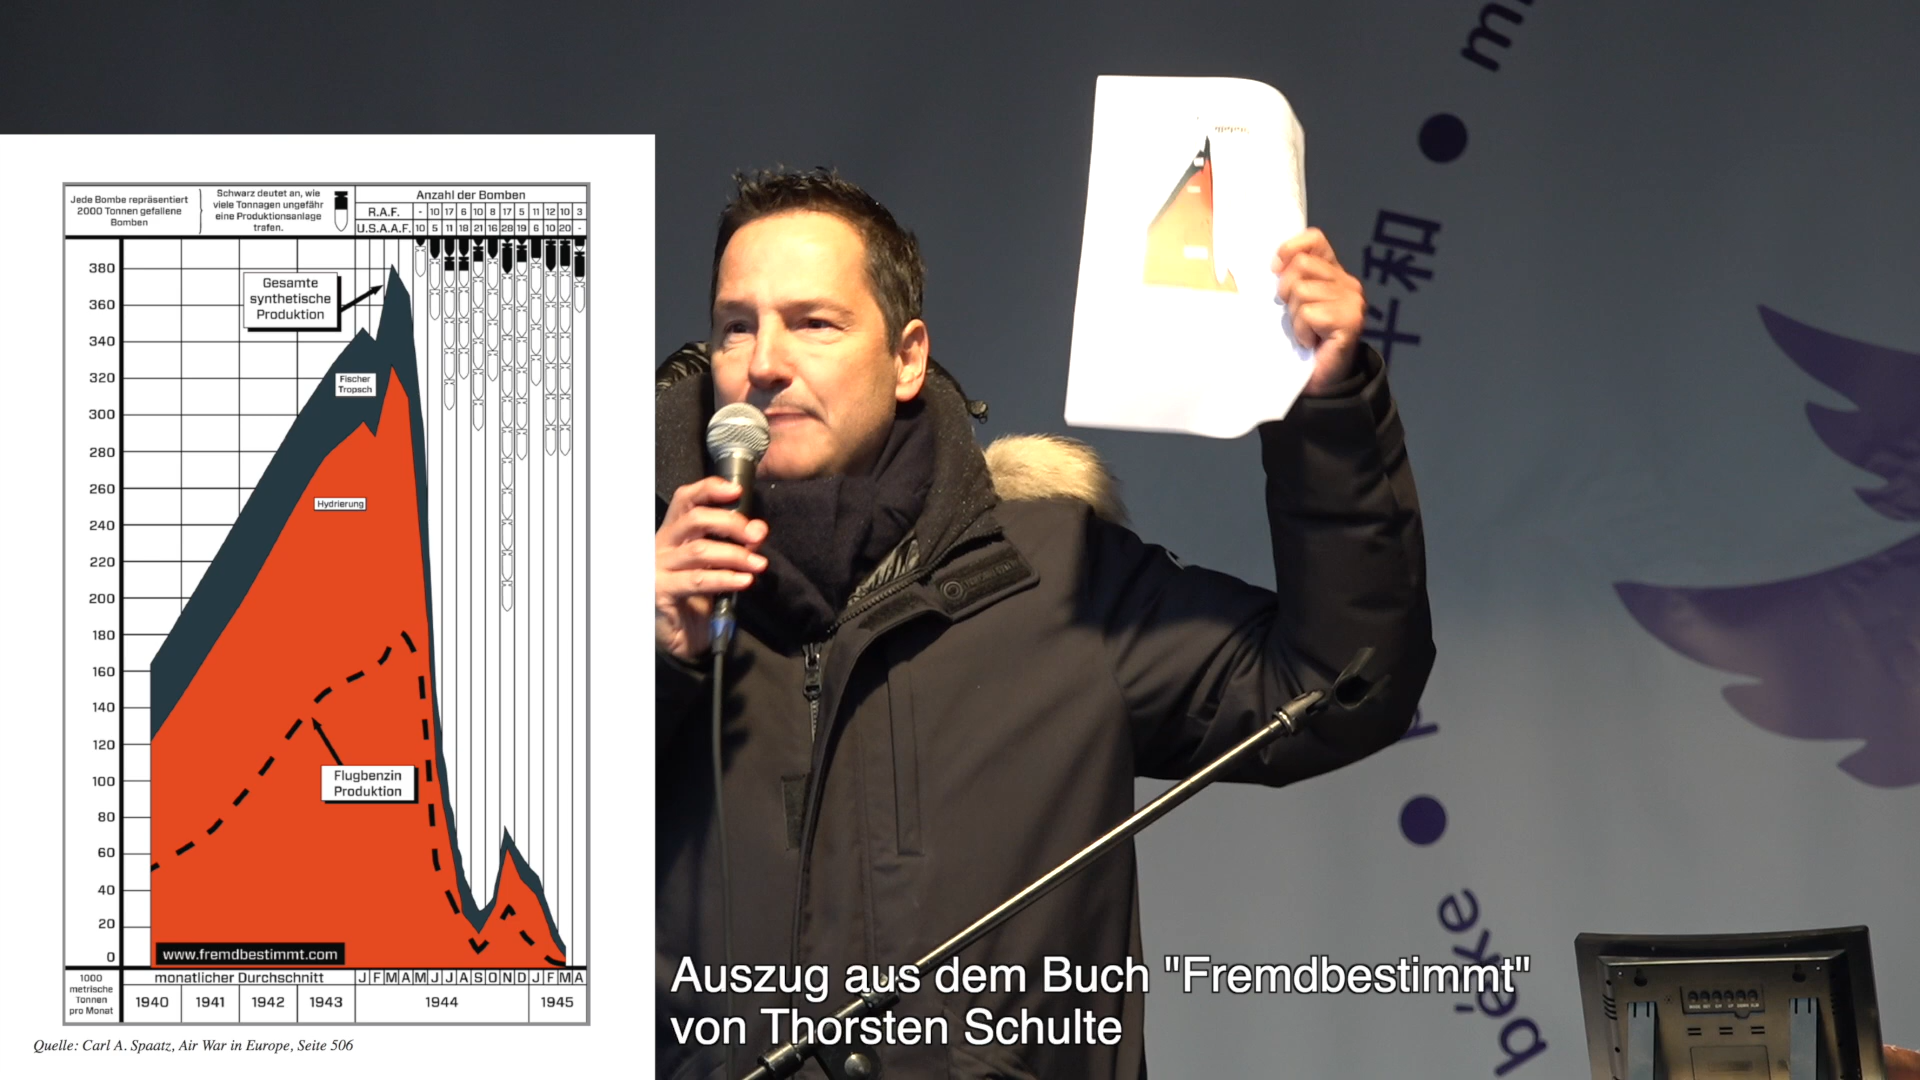 Jede Bombe repräsentiert
2000 Tonnen gefallene
Bomben
Schwarz deutet an, wie
viele Tonnagen ungefähr
eine Produktionsanlage
trafen.
Anzahl der Bomben
R.A.F. - 10 17 6 10 8 17 5 11 12 10 3
U.S.A.A.F. 10 5 11 18 21 16 28 19 6 10 20 -
380
360
340
320
300
280
260
240
220
200
180
160
140
120
100
80
60
40
20
0
Gesamte
synthetische
Produktion
Fischer
Tropsch
Hydrierung
Flugbenzin
Produktion
www.fremdbestimmt.com
1000
metrische
Tonnen
pro Monat
monatlicher Durchschnitt J F M A M J J A S O N D J F M A
1940 1941 1942 1943 1944 1945
Quelle: Carl A. Spaatz, Air War in Europe, Seite 506
平和
béke
Auszug aus dem Buch "Fremdbestimmt"
von Thorsten Schulte